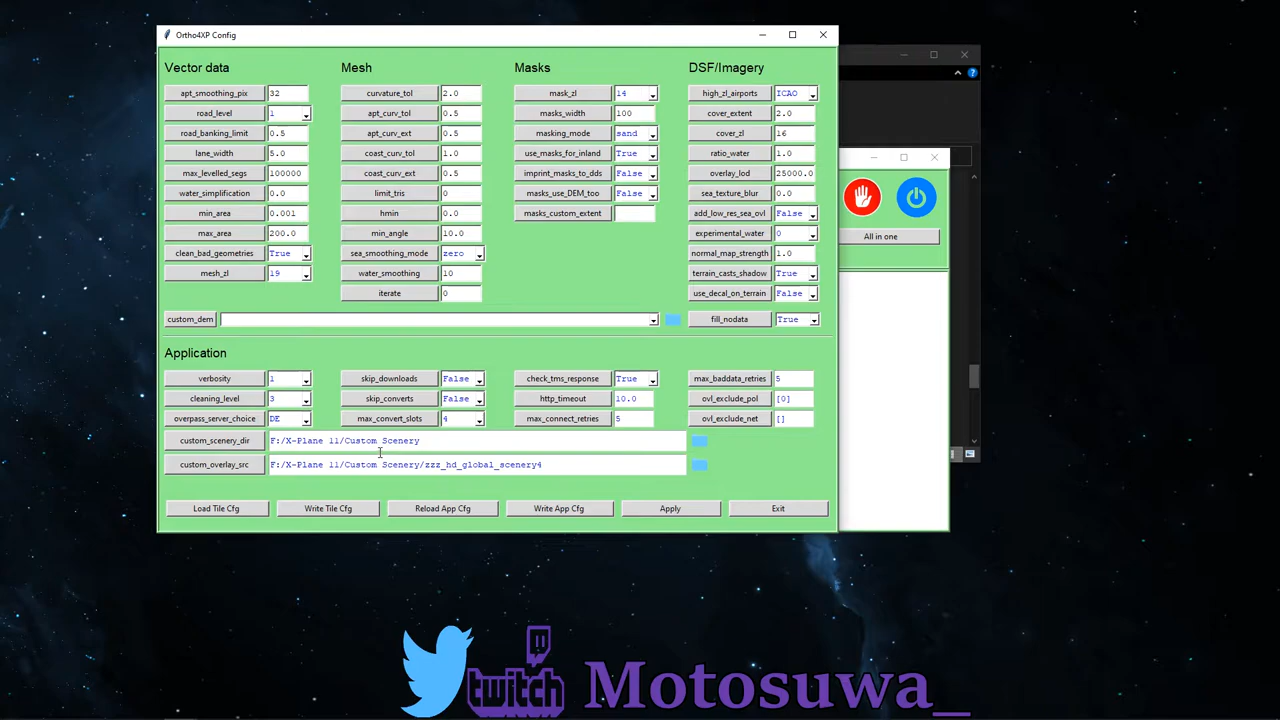 Ortho4XP Config
Vector data Mesh Masks DSF/Imagery
apt_smoothing_pix 32 curvature_tol 2.0 mask_zl 14 high_zl_airports ICAO
road_level 1 apt_curv_tol 0.5 masks_width 100 cover_extent 2.0
road_banking_limit 0.5 apt_curv_ext 0.5 masking_mode sand cover_zl 16
lane_width 5.0 coast_curv_tol 1.0 use_masks_for_inland True ratio_water 1.0
max_levelled_segs 100000 coast_curv_ext 0.5 imprint_masks_to_dds False overlay_lod 25000.0
water_simplification 0.0 limit_tris 0 masks_use_DEM_too False sea_texture_blur 0.0
min_area 0.001 hmin 0.0 masks_custom_extent add_low_res_sea_ovl False
max_area 200.0 min_angle 10.0 experimental_water 0
clean_bad_geometries True sea_smoothing_mode zero normal_map_strength 1.0
mesh_zl 19 water_smoothing 10 terrain_casts_shadow True
iterate 0 use_decal_on_terrain False
custom_dem fill_nodata True
Application
verbosity 1 skip_downloads False check_tms_response True max_baddata_retries 5
cleaning_level 3 skip_converts False http_timeout 10.0 ovl_exclude_pol [0]
overpass_server_choice DE max_convert_slots 4 max_connect_retries 5 ovl_exclude_net []
custom_scenery_dir F:/X-Plane 11/Custom Scenery
custom_overlay_src F:/X-Plane 11/Custom Scenery/zzz_hd_global_scenery4
Load Tile Cfg Write Tile Cfg Reload App Cfg Write App Cfg Apply Exit
All in one
twitch Motosuwa_